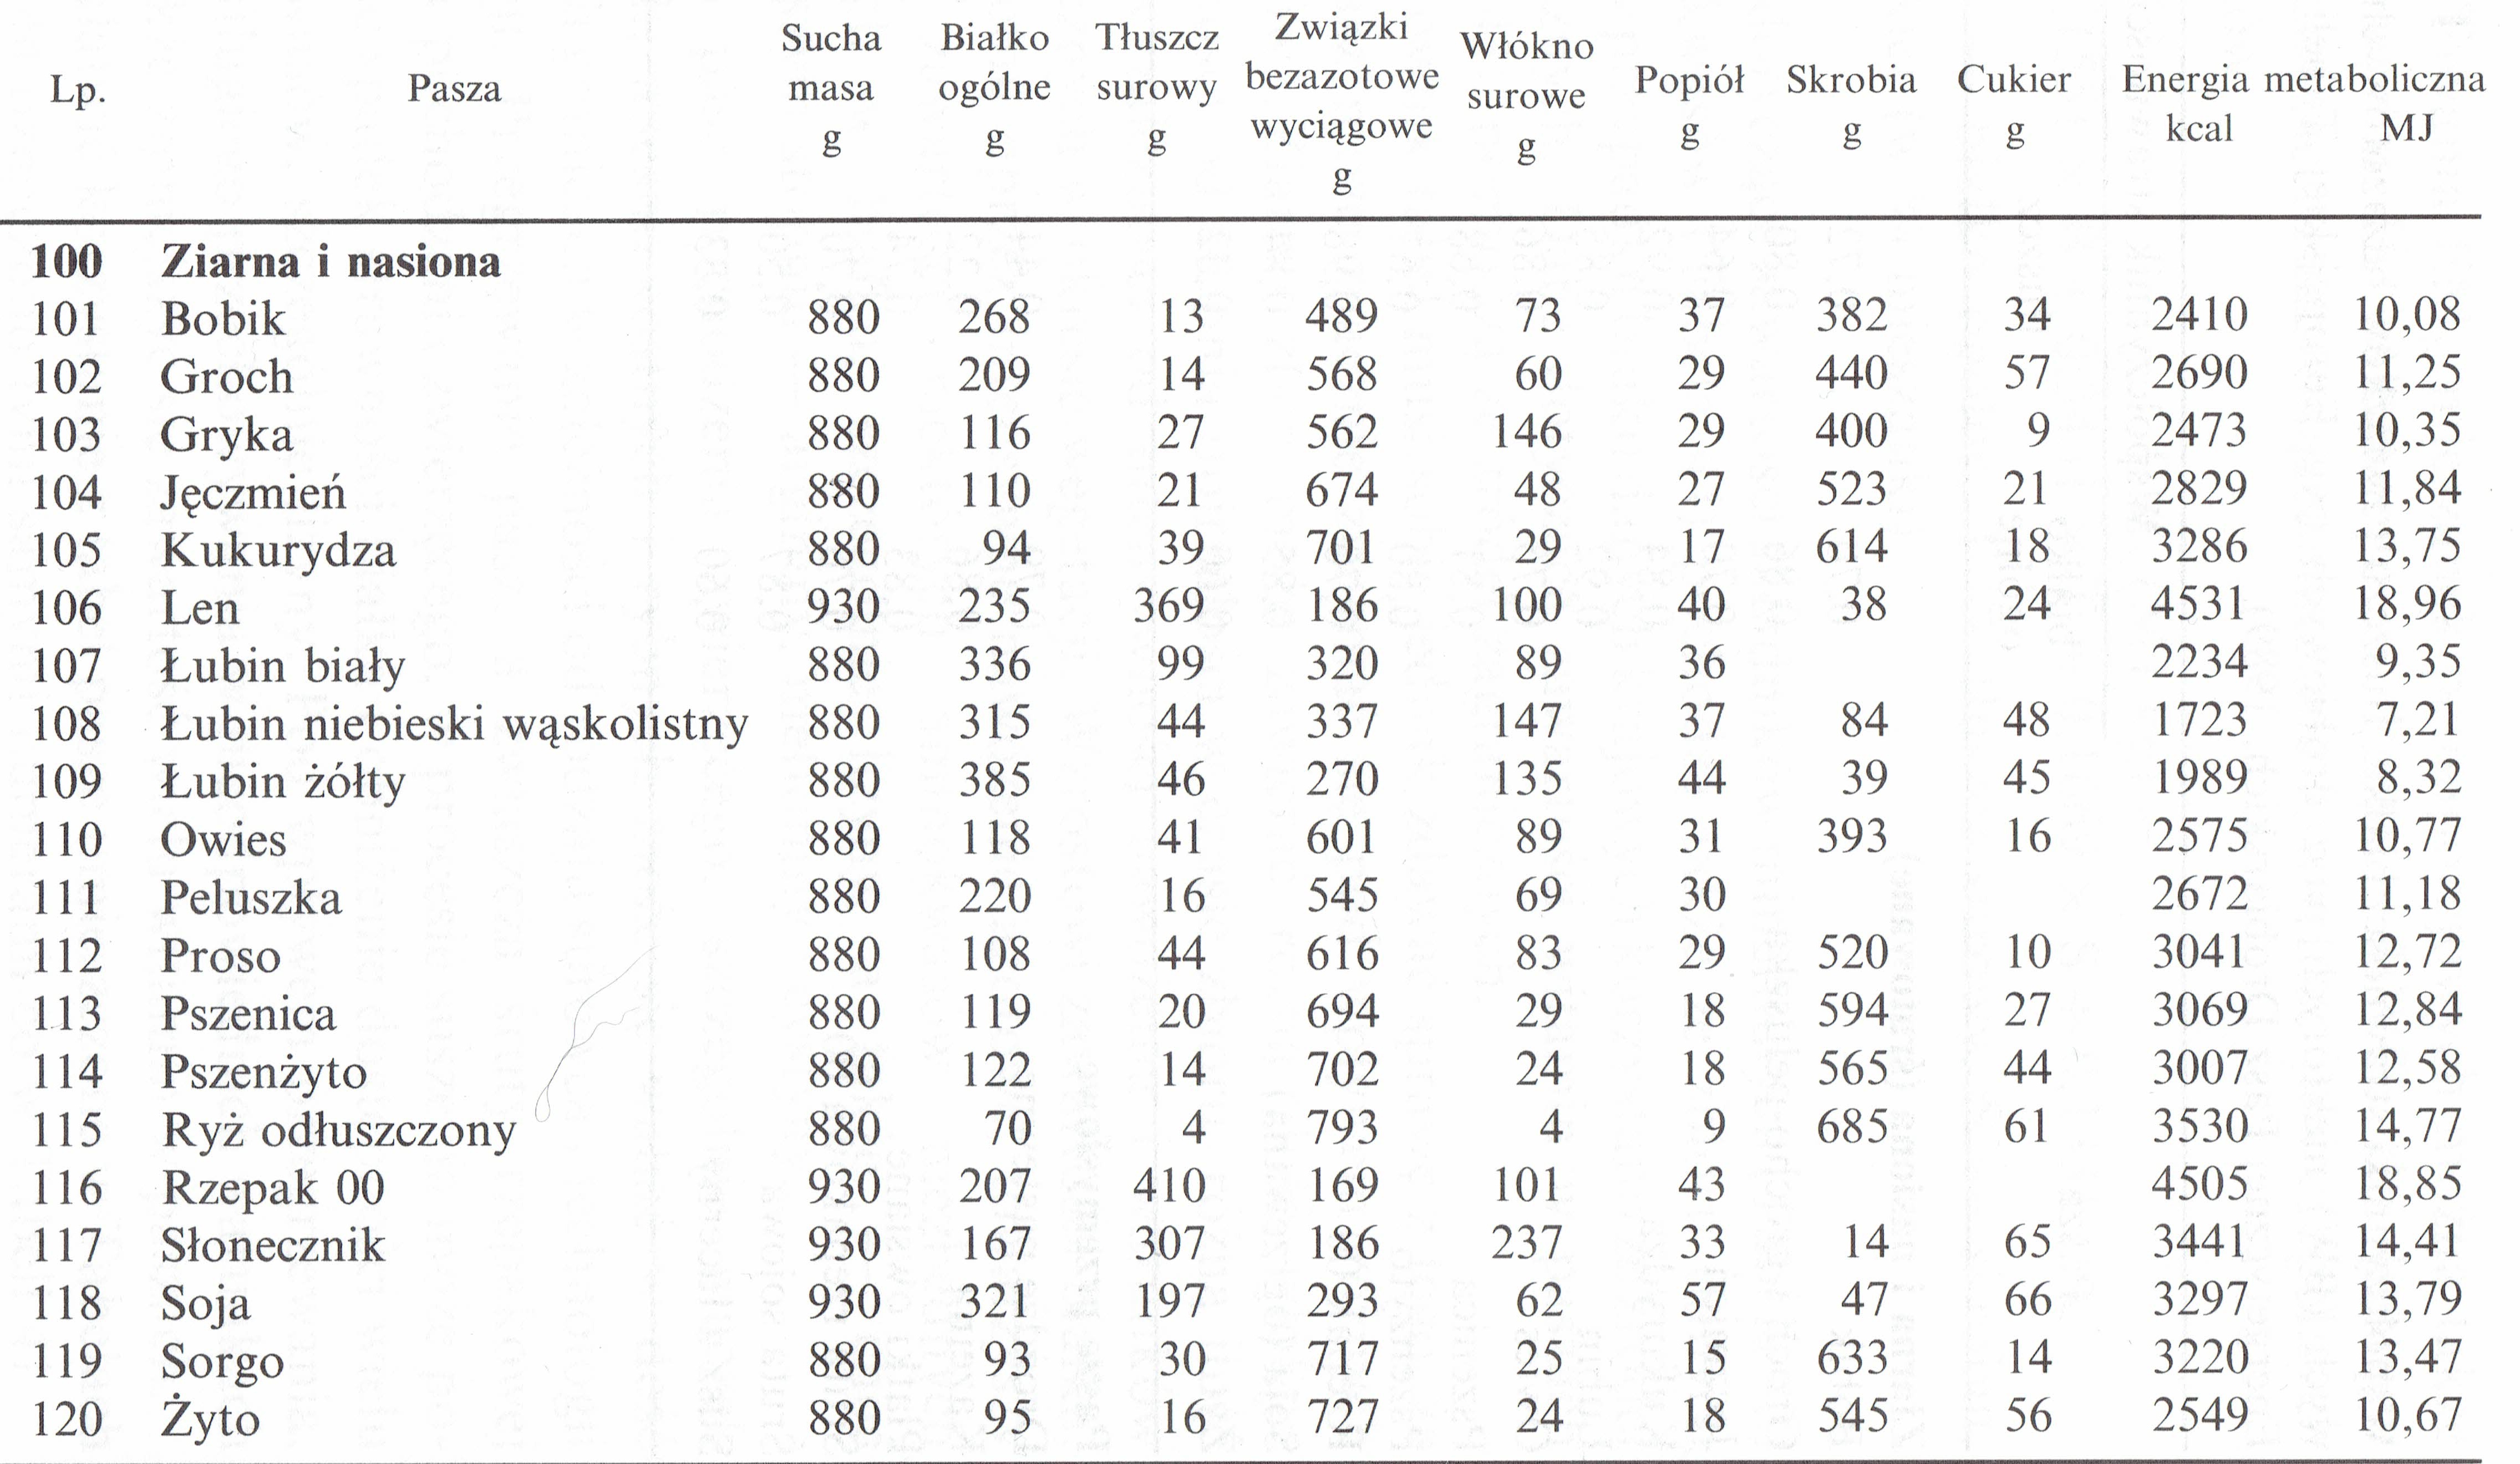 Lp. Pasza Sucha masa g Białko ogólne g Tłuszcz surowy g Związki bezazotowe wyciągowe g Włókno surowe g Popiół g Skrobia g Cukier g Energia metaboliczna kcal MJ
100 Ziarna i nasiona
101 Bobik 880 268 13 489 73 37 382 34 2410 10,08
102 Groch 880 209 14 568 60 29 440 57 2690 11,25
103 Gryka 880 116 27 562 146 29 400 9 2473 10,35
104 Jęczmień 880 110 21 674 48 27 523 21 2829 11,84
105 Kukurydza 880 94 39 701 29 17 614 18 3286 13,75
106 Len 930 235 369 186 100 40 38 24 4531 18,96
107 Łubin biały 880 336 99 320 89 36 2234 9,35
108 Łubin niebieski wąskolistny 880 315 44 337 147 37 84 48 1723 7,21
109 Łubin żółty 880 385 46 270 135 44 39 45 1989 8,32
110 Owies 880 118 41 601 89 31 393 16 2575 10,77
111 Peluszka 880 220 16 545 69 30 2672 11,18
112 Proso 880 108 44 616 83 29 520 10 3041 12,72
113 Pszenica 880 119 20 694 29 18 594 27 3069 12,84
114 Pszenżyto 880 122 14 702 24 18 565 44 3007 12,58
115 Ryż odłuszczony 880 70 4 793 4 9 685 61 3530 14,77
116 Rzepak 00 930 207 410 169 101 43 4505 18,85
117 Słonecznik 930 167 307 186 237 33 14 65 3441 14,41
118 Soja 930 321 197 293 62 57 47 66 3297 13,79
119 Sorgo 880 93 30 717 25 15 633 14 3220 13,47
120 Żyto 880 95 16 727 24 18 545 56 2549 10,67